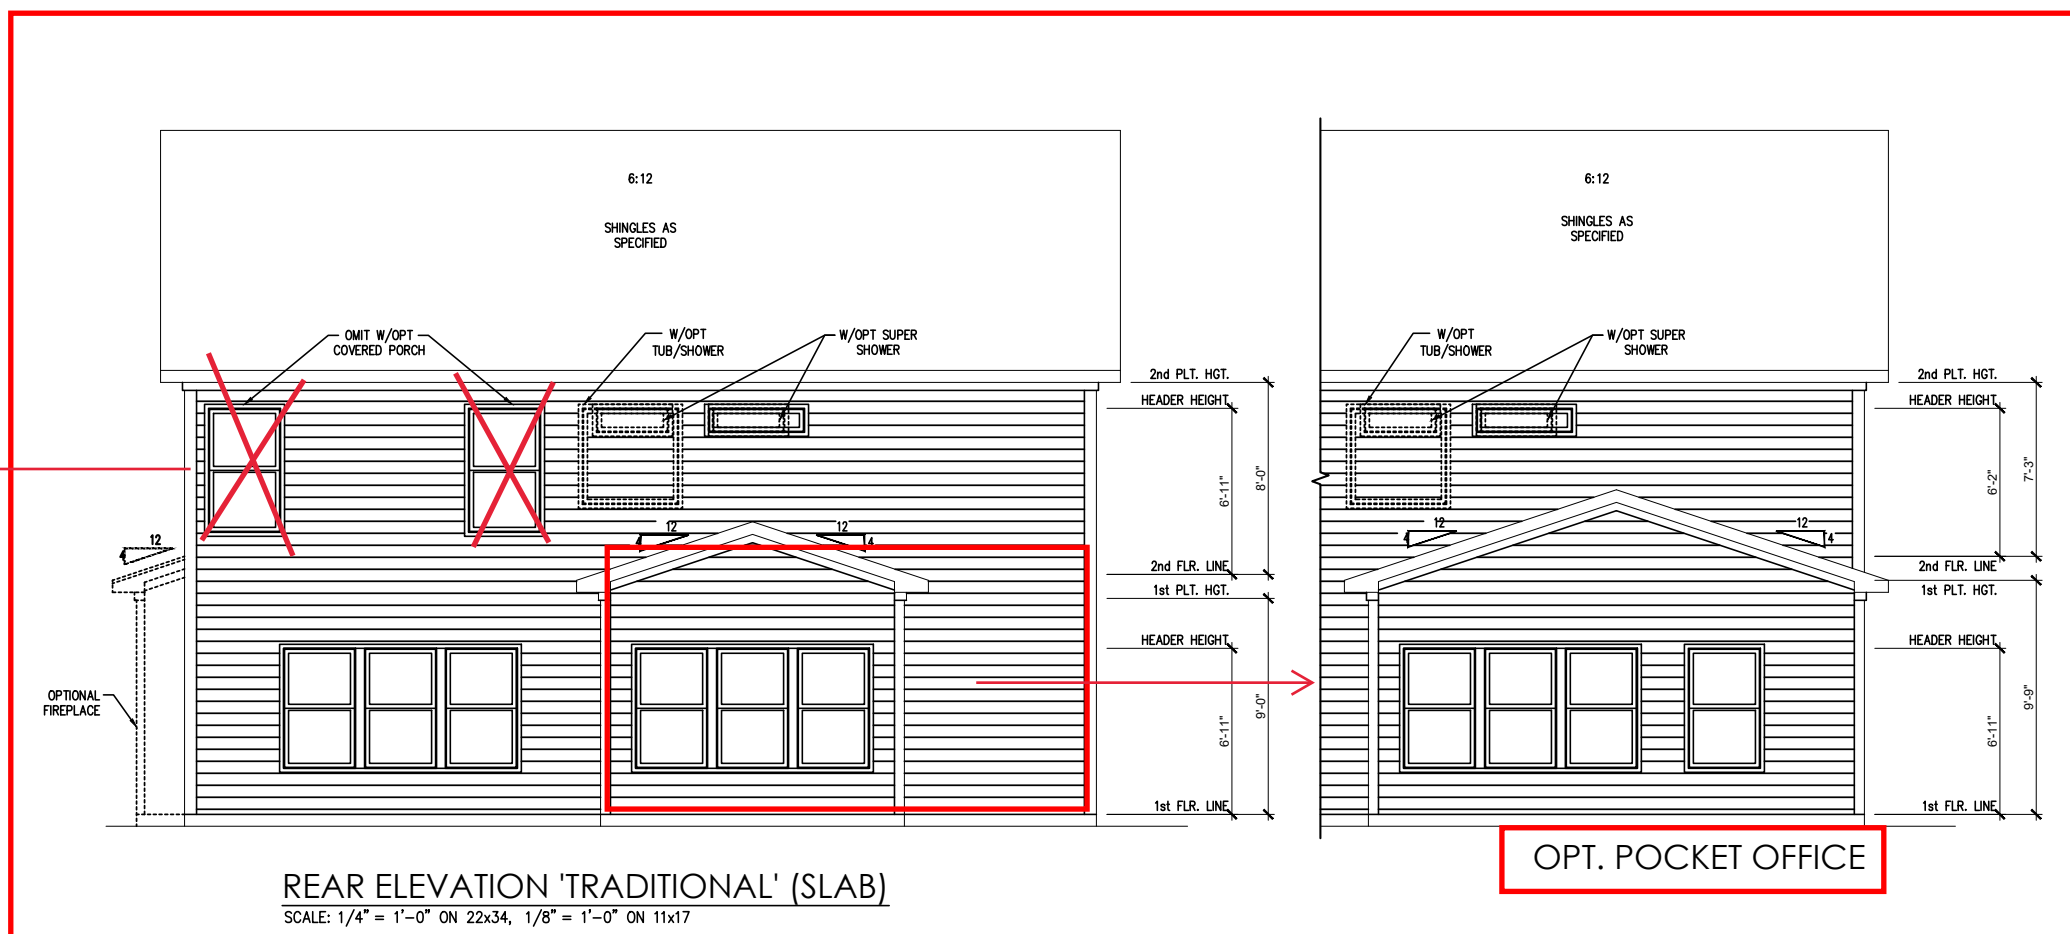 6:12
SHINGLES AS
SPECIFIED
OMIT W/OPT
COVERED PORCH
W/OPT
TUB/SHOWER
W/OPT SUPER
SHOWER
2nd PLT. HGT.
HEADER HEIGHT
6'-11"
8'-0"
12
4
12
4
12
4
2nd FLR. LINE
1st PLT. HGT.
HEADER HEIGHT
OPTIONAL
FIREPLACE
6'-11"
9'-0"
1st FLR. LINE
REAR ELEVATION 'TRADITIONAL' (SLAB)
SCALE: 1/4" = 1'-0" ON 22x34, 1/8" = 1'-0" ON 11x17
6:12
SHINGLES AS
SPECIFIED
W/OPT
TUB/SHOWER
W/OPT SUPER
SHOWER
2nd PLT. HGT.
HEADER HEIGHT
6'-2"
7'-3"
12
4
12
4
2nd FLR. LINE
1st PLT. HGT.
HEADER HEIGHT
6'-11"
9'-9"
1st FLR. LINE
OPT. POCKET OFFICE